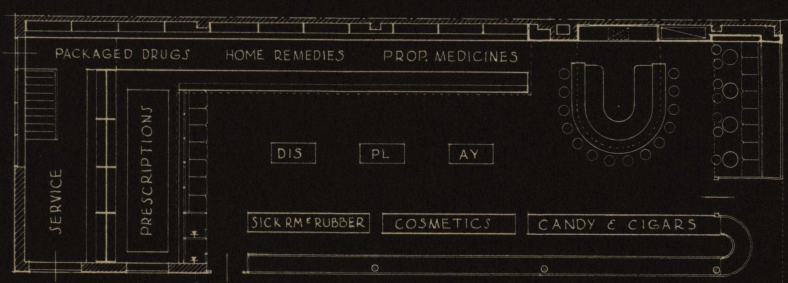 PACKAGED DRUGS HOME REMEDIES PROP. MEDICINES
PRESCRIPTIONS
SERVICE
DIS PL AY
SICK RM & RUBBER COSMETICS CANDY & CIGARS